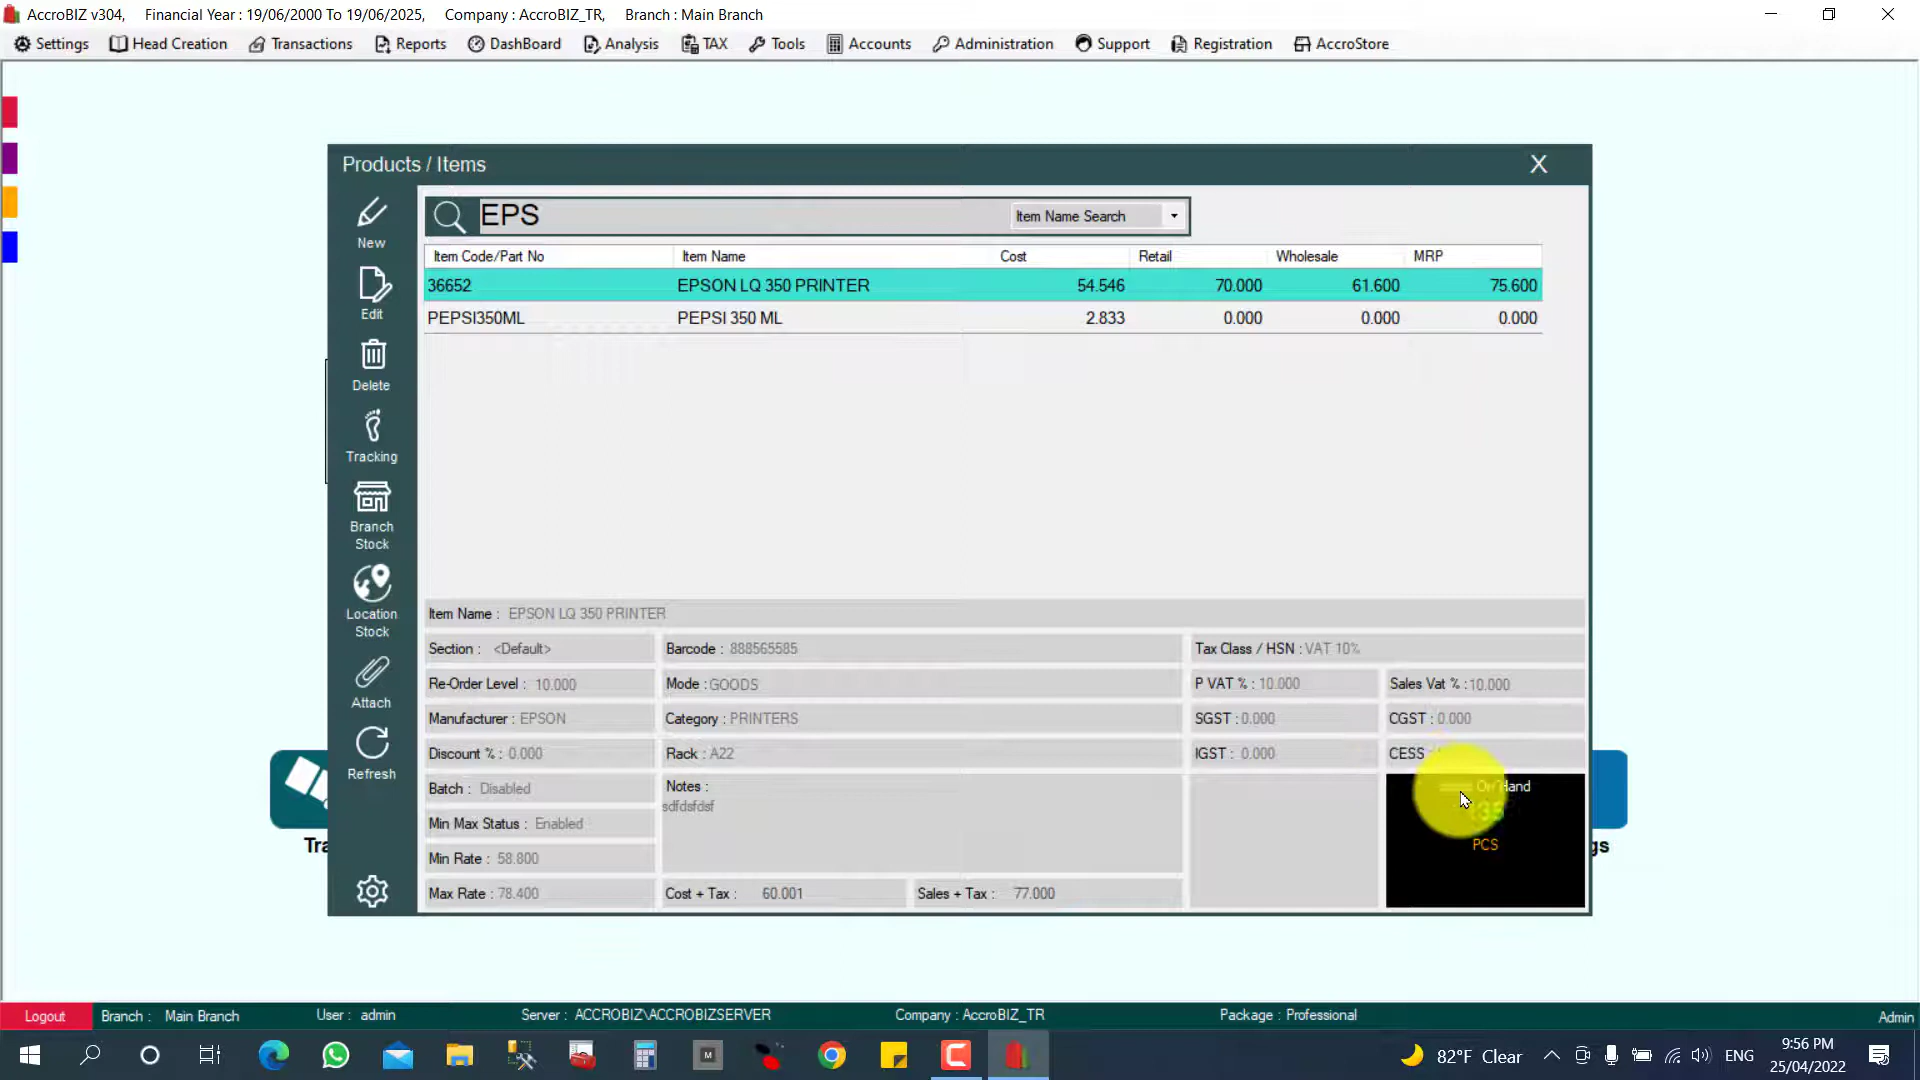 AccroBIZ v304, Financial Year : 19/06/2000 To 19/06/2025, Company : AccroBIZ_TR, Branch : Main Branch
Settings Head Creation Transactions Reports DashBoard Analysis TAX Tools Accounts Administration Support Registration AccroStore
Products / Items X
New
Edit
Delete
Tracking
Branch
Stock
Location
Stock
Attach
Refresh
EPS Item Name Search
Item Code/Part No Item Name Cost Retail Wholesale MRP
36652 EPSON LQ 350 PRINTER 54.546 70.000 61.600 75.600
PEPSI350ML PEPSI 350 ML 2.833 0.000 0.000 0.000
Item Name : EPSON LQ 350 PRINTER
Section : <Default> Barcode : 888565585 Tax Class / HSN : VAT 10%
Re-Order Level : 10.000 Mode : GOODS P VAT % : 10.000 Sales Vat % : 10.000
Manufacturer : EPSON Category : PRINTERS SGST : 0.000 CGST : 0.000
Discount % : 0.000 Rack : A22 IGST : 0.000 CESS
Batch : Disabled Notes : On Hand
sdfdsfdsf
Min Max Status : Enabled
PCS
Min Rate : 58.800
Max Rate : 78.400 Cost + Tax : 60.001 Sales + Tax : 77.000
Tra
gs
Logout Branch : Main Branch User : admin Server : ACCROBIZ\ACCROBIZSERVER Company : AccroBIZ_TR Package : Professional Admin
M
82°F Clear ENG
9:56 PM
25/04/2022